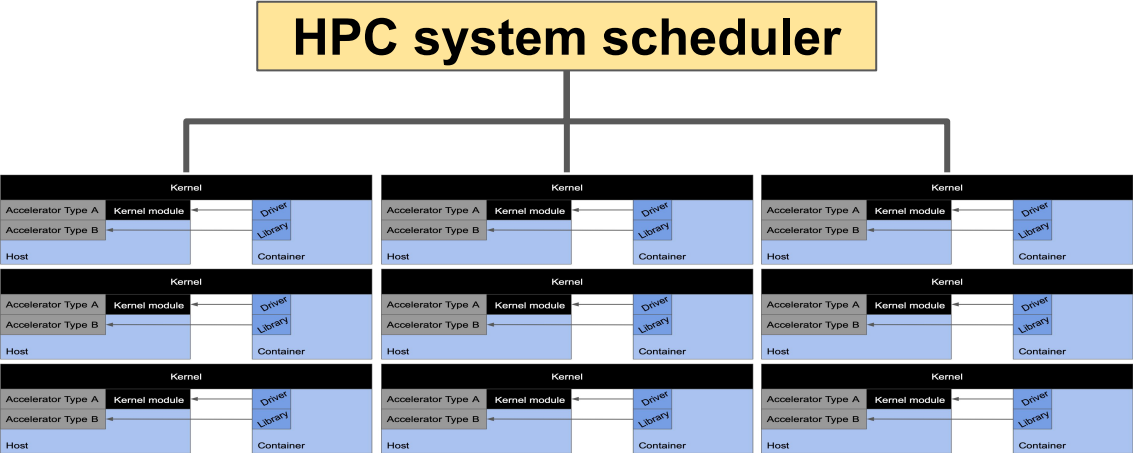 HPC system scheduler
Kernel Kernel Kernel
Accelerator Type A Kernel module Driver Accelerator Type A Kernel module Driver Accelerator Type A Kernel module Driver
Accelerator Type B Library Accelerator Type B Library Accelerator Type B Library
Host Container Host Container Host Container
Kernel Kernel Kernel
Accelerator Type A Kernel module Driver Accelerator Type A Kernel module Driver Accelerator Type A Kernel module Driver
Accelerator Type B Library Accelerator Type B Library Accelerator Type B Library
Host Container Host Container Host Container
Kernel Kernel Kernel
Accelerator Type A Kernel module Driver Accelerator Type A Kernel module Driver Accelerator Type A Kernel module Driver
Accelerator Type B Library Accelerator Type B Library Accelerator Type B Library
Host Container Host Container Host Container